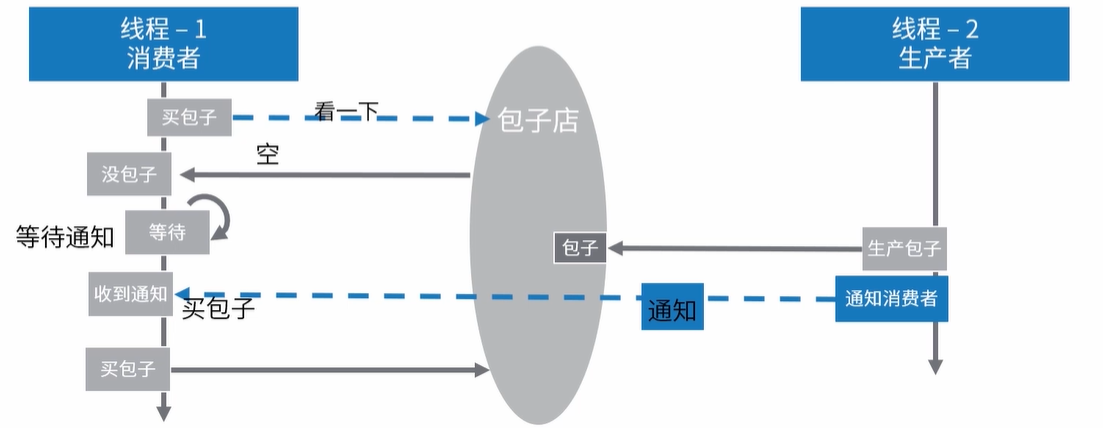 线程 – 1
消费者
线程 – 2
生产者
买包子
看一下
包子店
没包子
空
等待通知
等待
包子
生产包子
收到通知
买包子
通知
通知消费者
买包子